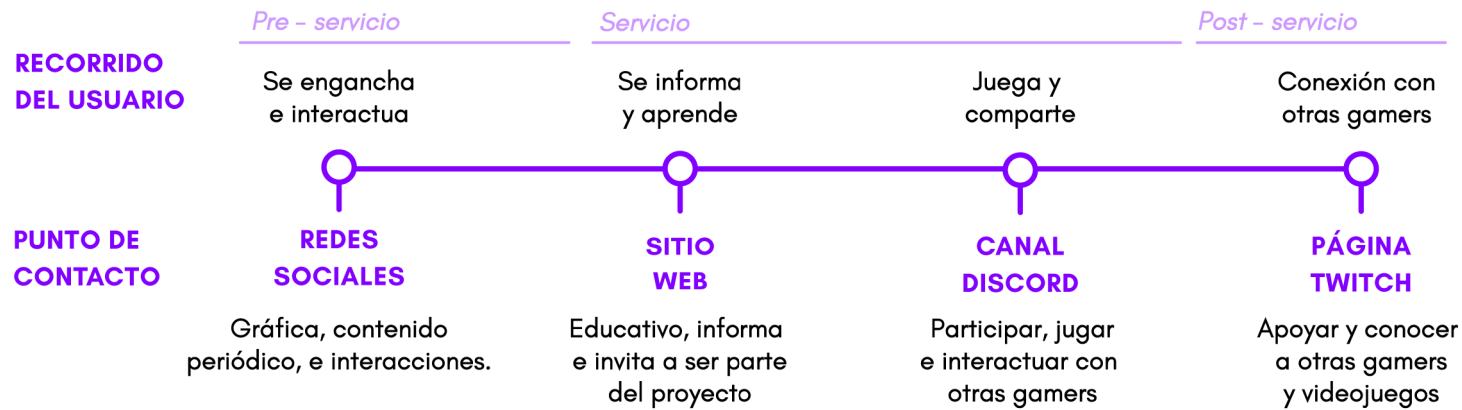 Pre - servicio
Servicio
Post - servicio
RECORRIDO
DEL USUARIO
Se engancha
e interactua
Se informa
y aprende
Juega y
comparte
Conexión con
otras gamers
PUNTO DE
CONTACTO
REDES
SOCIALES
SITIO
WEB
CANAL
DISCORD
PÁGINA
TWITCH
Gráfica, contenido
periódico, e interacciones.
Educativo, informa
e invita a ser parte
del proyecto
Participar, jugar
e interactuar con
otras gamers
Apoyar y conocer
a otras gamers
y videojuegos